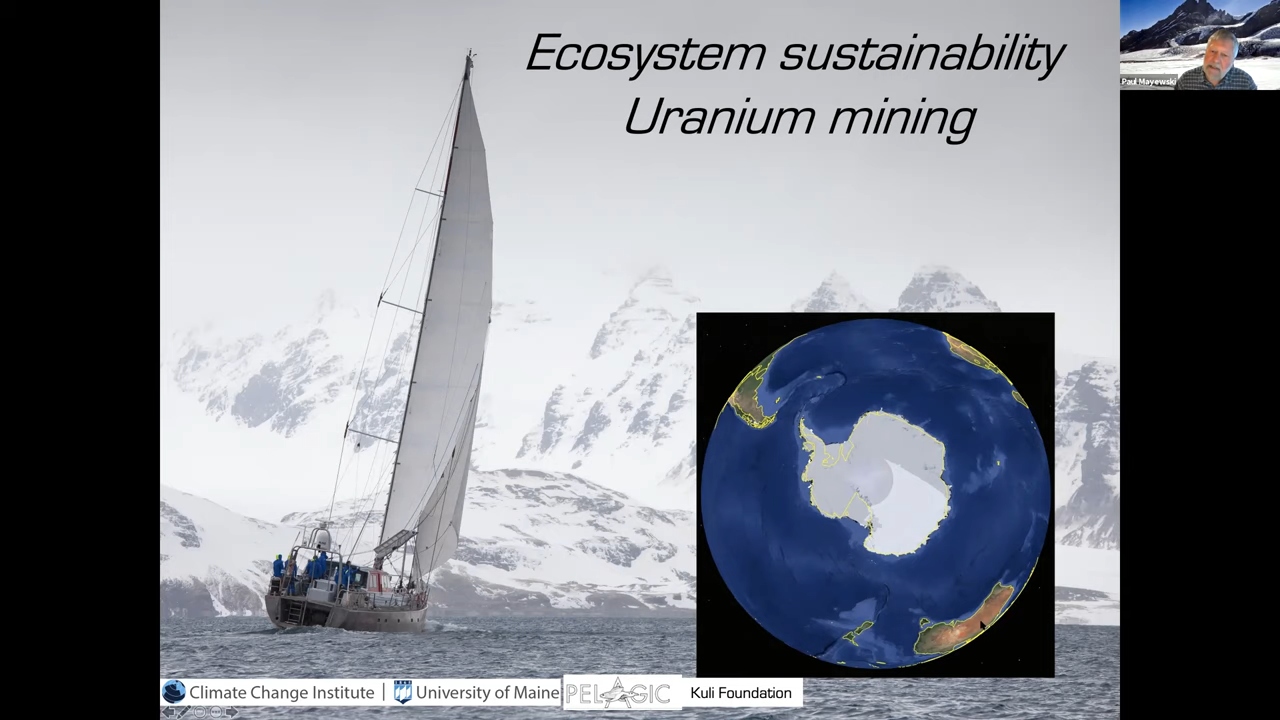 Ecosystem sustainability
Uranium mining
Paul Mayewski
Climate Change Institute | University of Maine
PELAGIC
Kuli Foundation